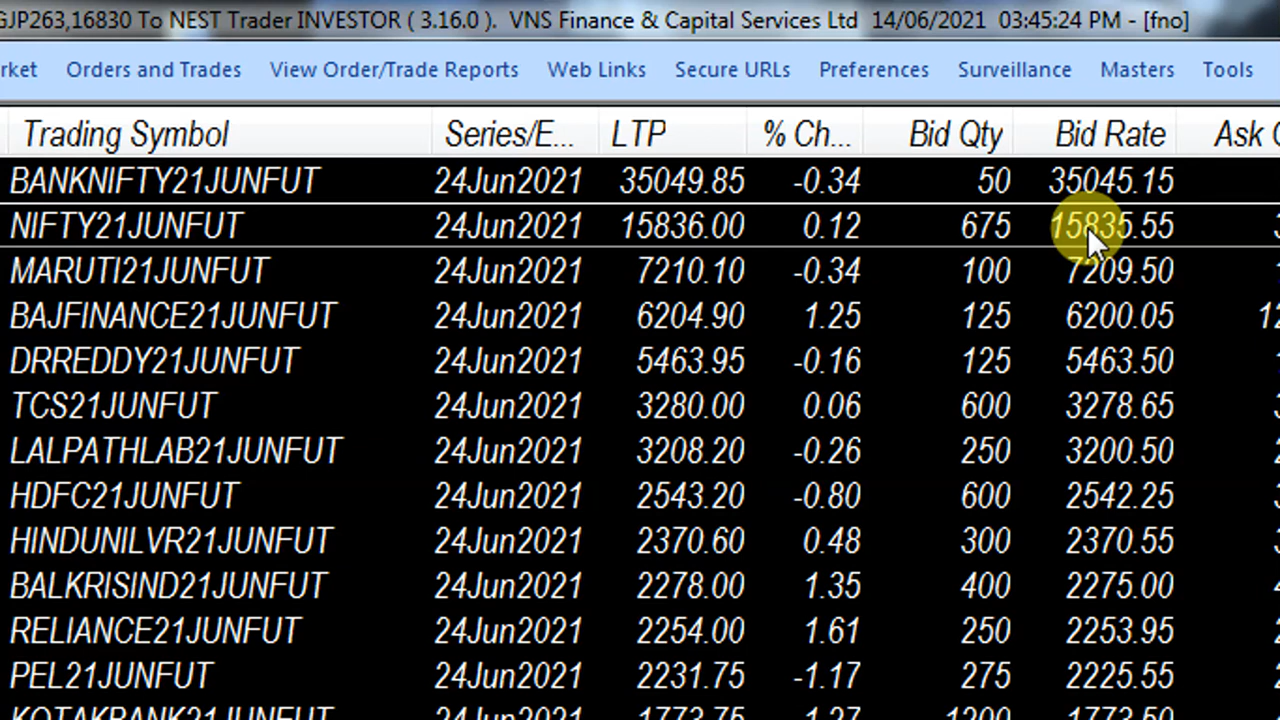 GJP263,16830 To NEST Trader INVESTOR ( 3.16.0 ). VNS Finance & Capital Services Ltd 14/06/2021 03:45:24 PM - [fno]
rket Orders and Trades View Order/Trade Reports Web Links Secure URLs Preferences Surveillance Masters Tools
Trading Symbol Series/E... LTP % Ch... Bid Qty Bid Rate Ask
BANKNIFTY21JUNFUT 24Jun2021 35049.85 -0.34 50 35045.15
NIFTY21JUNFUT 24Jun2021 15836.00 0.12 675 15835.55
MARUTI21JUNFUT 24Jun2021 7210.10 -0.34 100 7209.50
BAJFINANCE21JUNFUT 24Jun2021 6204.90 1.25 125 6200.05
DRREDDY21JUNFUT 24Jun2021 5463.95 -0.16 125 5463.50
TCS21JUNFUT 24Jun2021 3280.00 0.06 600 3278.65
LALPATHLAB21JUNFUT 24Jun2021 3208.20 -0.26 250 3200.50
HDFC21JUNFUT 24Jun2021 2543.20 -0.80 600 2542.25
HINDUNILVR21JUNFUT 24Jun2021 2370.60 0.48 300 2370.55
BALKRISIND21JUNFUT 24Jun2021 2278.00 1.35 400 2275.00
RELIANCE21JUNFUT 24Jun2021 2254.00 1.61 250 2253.95
PEL21JUNFUT 24Jun2021 2231.75 -1.17 275 2225.55
KOTAKBANK21JUNFUT 24Jun2021 1773.75 1200 1773.50